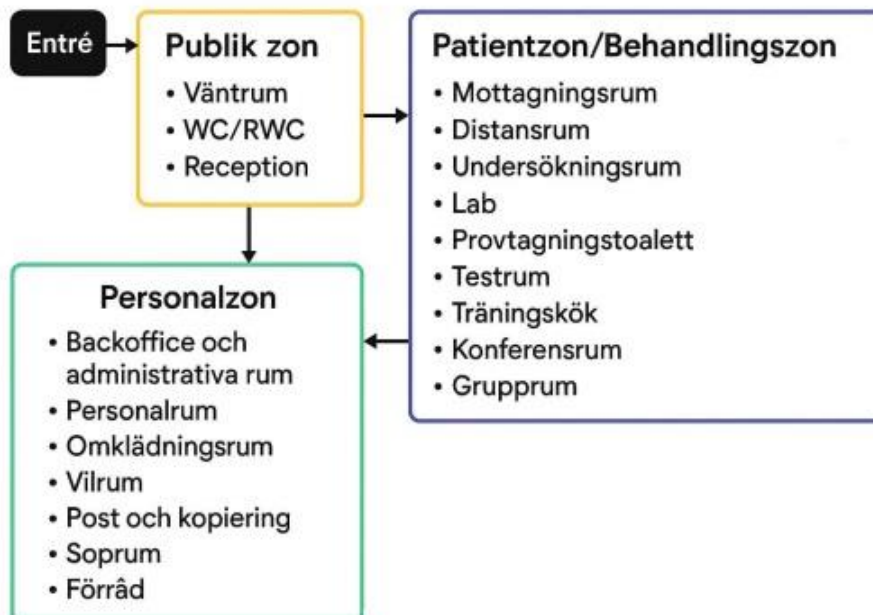 Entré
Publik zon
• Väntrum
• WC/RWC
• Reception
Patientzon/Behandlingszon
• Mottagningsrum
• Distansrum
• Undersökningsrum
• Lab
• Provtagningstoalett
• Testrum
• Träningskök
• Konferensrum
• Grupprum
Personalzon
• Backoffice och
administrativa rum
• Personalrum
• Omklädningsrum
• Vilrum
• Post och kopiering
• Soprum
• Förråd